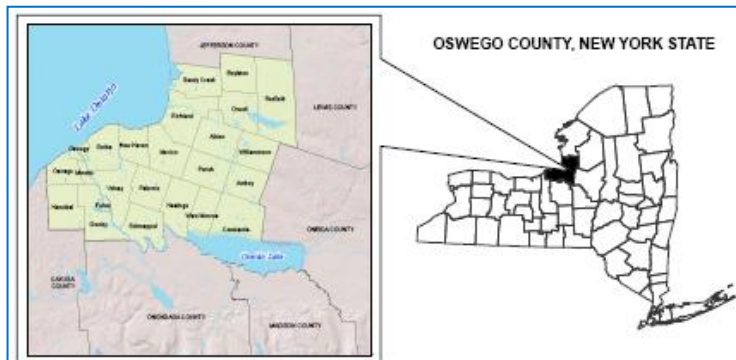 JEFFERSON COUNTY
OSWEGO COUNTY, NEW YORK STATE
Boylston
Sandy Creek
Redfield
Lake Ontario
Orwell
LEWIS COUNTY
Richland
Albion
Oswego
Scriba
New Haven
Mexico
Williamstown
Oswego
Minetto
Parish
Volney
Palermo
Amboy
Hannibal
Fulton
Hastings
West Monroe
Granby
Schroeppel
Constantia
ONEIDA COUNTY
Oneida Lake
CAYUGA
COUNTY
ONONDAGA COUNTY
MADISON COUNTY